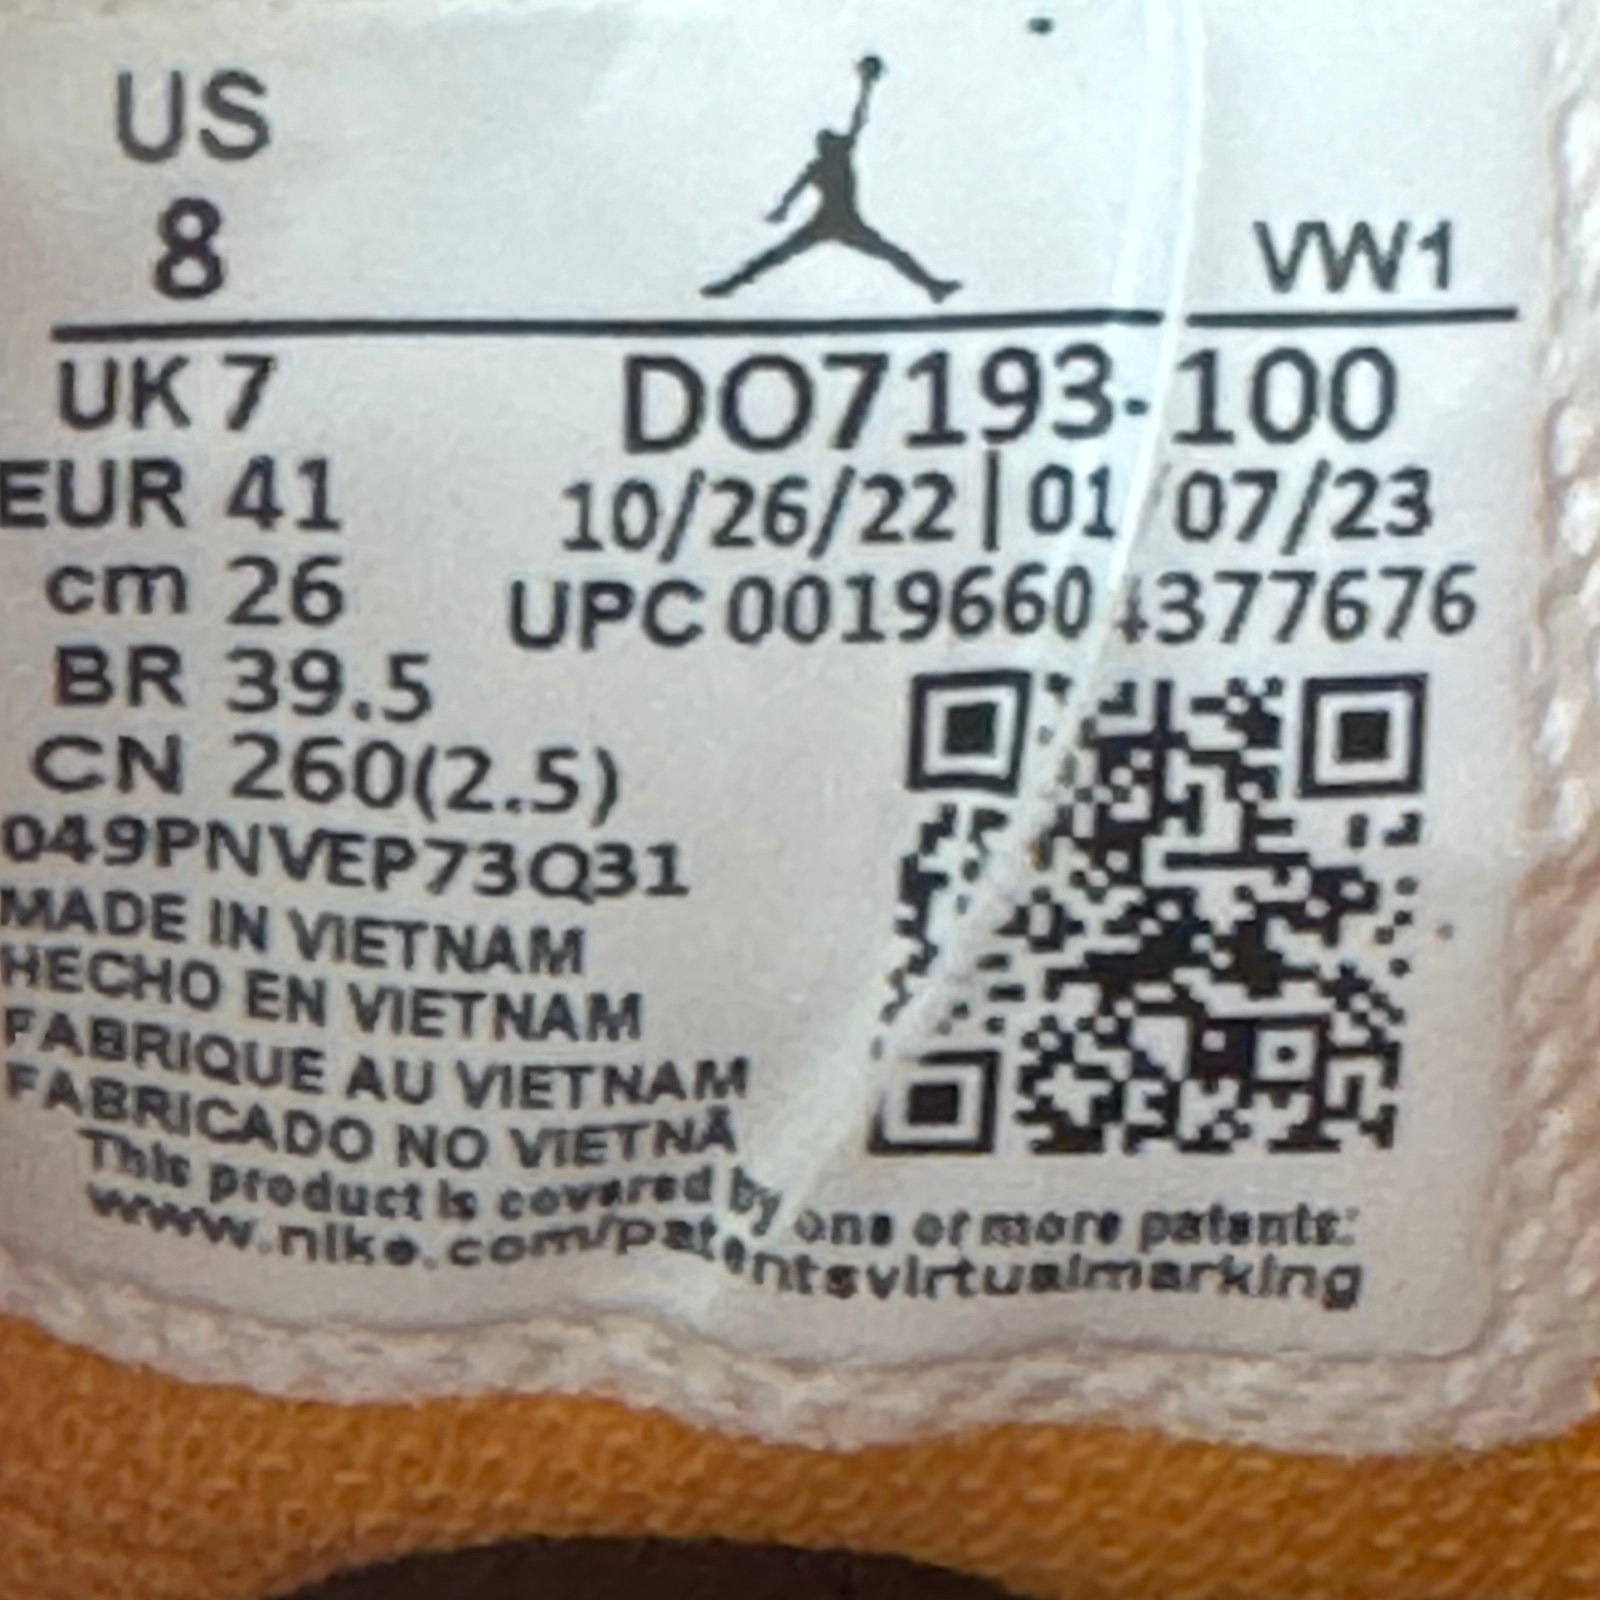 US
8
VW1
UK 7
DO7193-100
EUR 41
10/26/22 | 01/07/23
cm 26
UPC 00196604377676
BR 39.5
CN 260(2.5)
049PNVEP73Q31
MADE IN VIETNAM
HECHO EN VIETNAM
FABRIQUE AU VIETNAM
FABRICADO NO VIETNÃ
This product is covered by one or more patents:
www.nike.com/patentsvirtualmarking